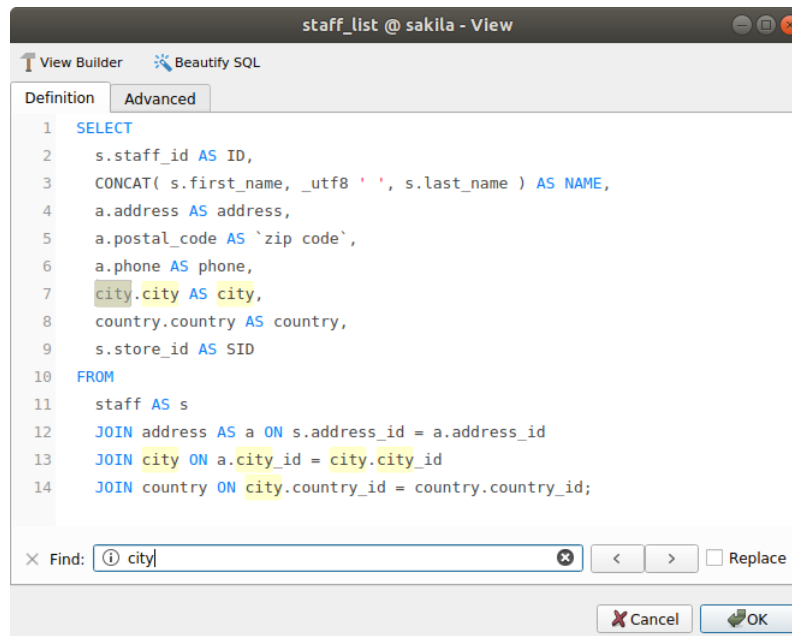 staff_list @ sakila - View
View Builder Beautify SQL
Definition Advanced
1 SELECT
2 s.staff_id AS ID,
3 CONCAT( s.first_name, _utf8 ' ', s.last_name ) AS NAME,
4 a.address AS address,
5 a.postal_code AS `zip code`,
6 a.phone AS phone,
7 city.city AS city,
8 country.country AS country,
9 s.store_id AS SID
10 FROM
11 staff AS s
12 JOIN address AS a ON s.address_id = a.address_id
13 JOIN city ON a.city_id = city.city_id
14 JOIN country ON city.country_id = country.country_id;
Find: city < > Replace
Cancel OK